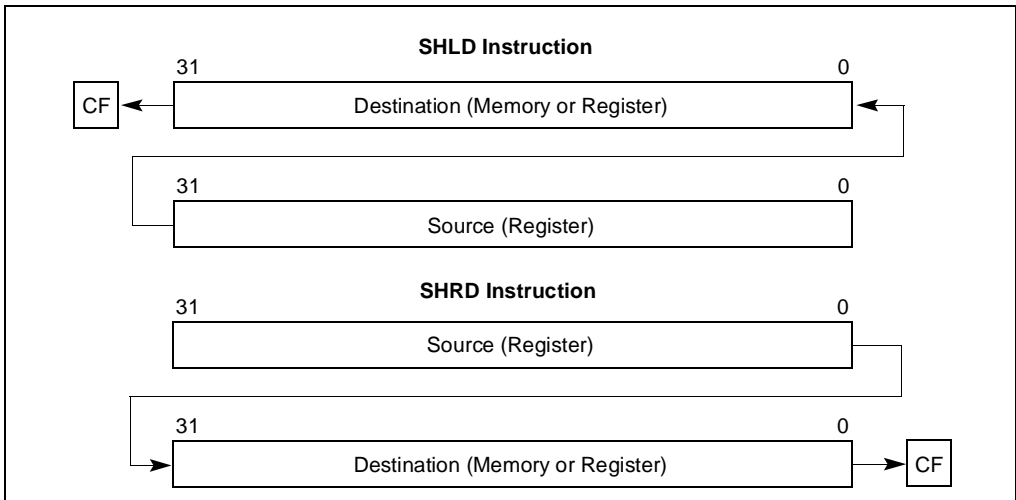 SHLD Instruction
31 0
CF Destination (Memory or Register)
31 0
Source (Register)
SHRD Instruction
31 0
Source (Register)
31 0
Destination (Memory or Register) CF